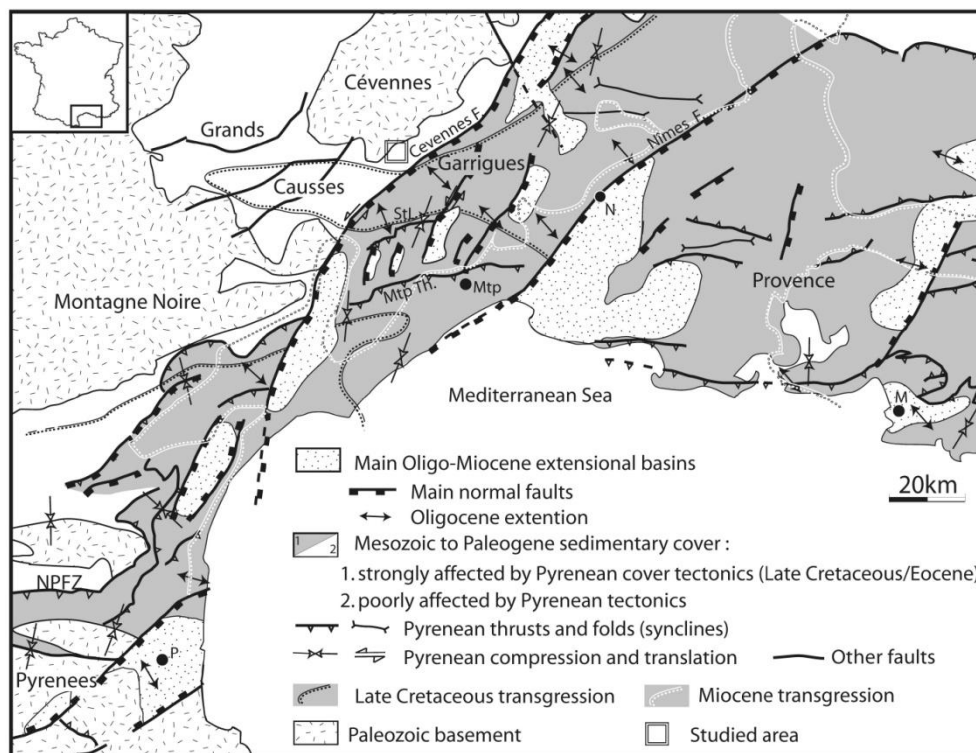 Cévennes
Grands
Cevennes F.
Nîmes F.
Garrigues
Causses
N
StL
Montagne Noire
Mtp Th.
Mtp
Provence
Mediterranean Sea
M
20km
NPFZ
P
Pyrenees
Main Oligo-Miocene extensional basins
Main normal faults
Oligocene extention
1
2
Mesozoic to Paleogene sedimentary cover :
1. strongly affected by Pyrenean cover tectonics (Late Cretaceous/Eocene)
2. poorly affected by Pyrenean tectonics
Pyrenean thrusts and folds (synclines)
Pyrenean compression and translation
Other faults
Late Cretaceous transgression
Miocene transgression
Paleozoic basement
Studied area